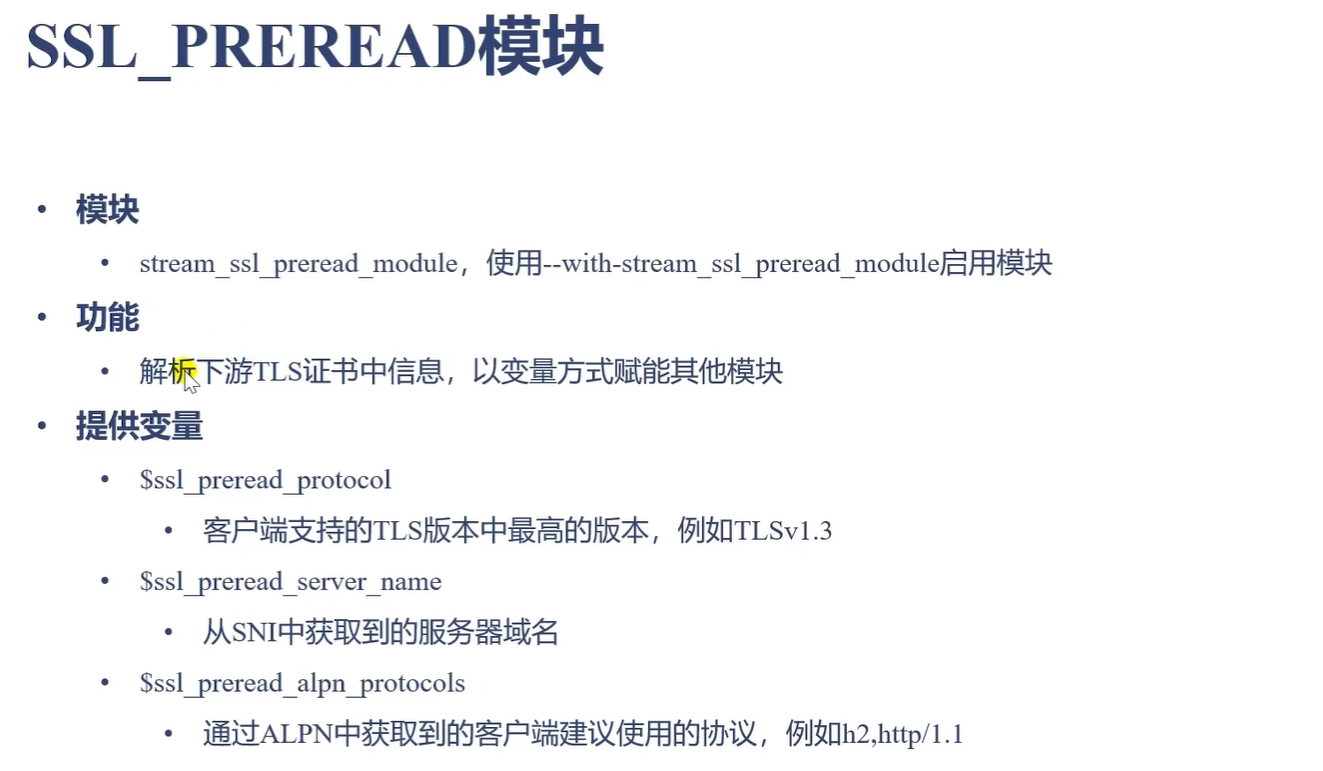 SSL_PREREAD模块
• 模块
• stream_ssl_preread_module，使用--with-stream_ssl_preread_module启用模块
• 功能
• 解析下游TLS证书中信息，以变量方式赋能其他模块
• 提供变量
• $ssl_preread_protocol
• 客户端支持的TLS版本中最高的版本，例如TLSv1.3
• $ssl_preread_server_name
• 从SNI中获取到的服务器域名
• $ssl_preread_alpn_protocols
• 通过ALPN中获取到的客户端建议使用的协议，例如h2,http/1.1